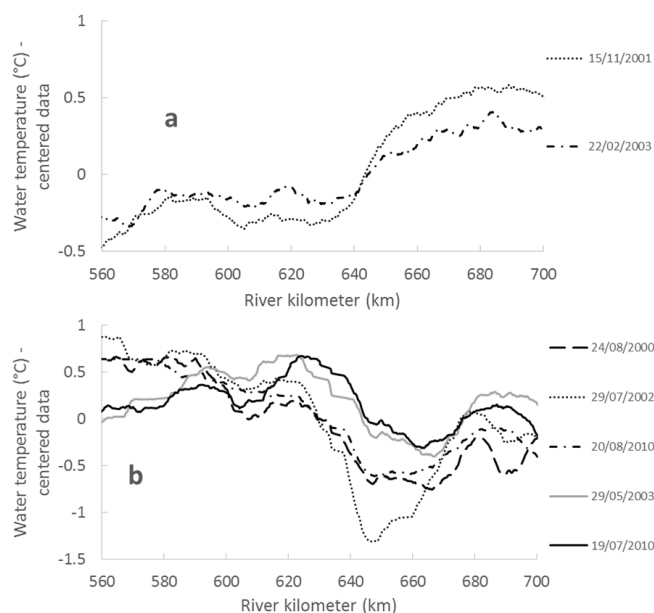 Water temperature (°C) -
centered data
1
0.5
0
-0.5
a
15/11/2001
22/02/2003
560 580 600 620 640 660 680 700
River kilometer (km)
Water temperature (°C) -
centered data
1
0.5
0
-0.5
-1
-1.5
b
24/08/2000
29/07/2002
20/08/2010
29/05/2003
19/07/2010
560 580 600 620 640 660 680 700
River kilometer (km)